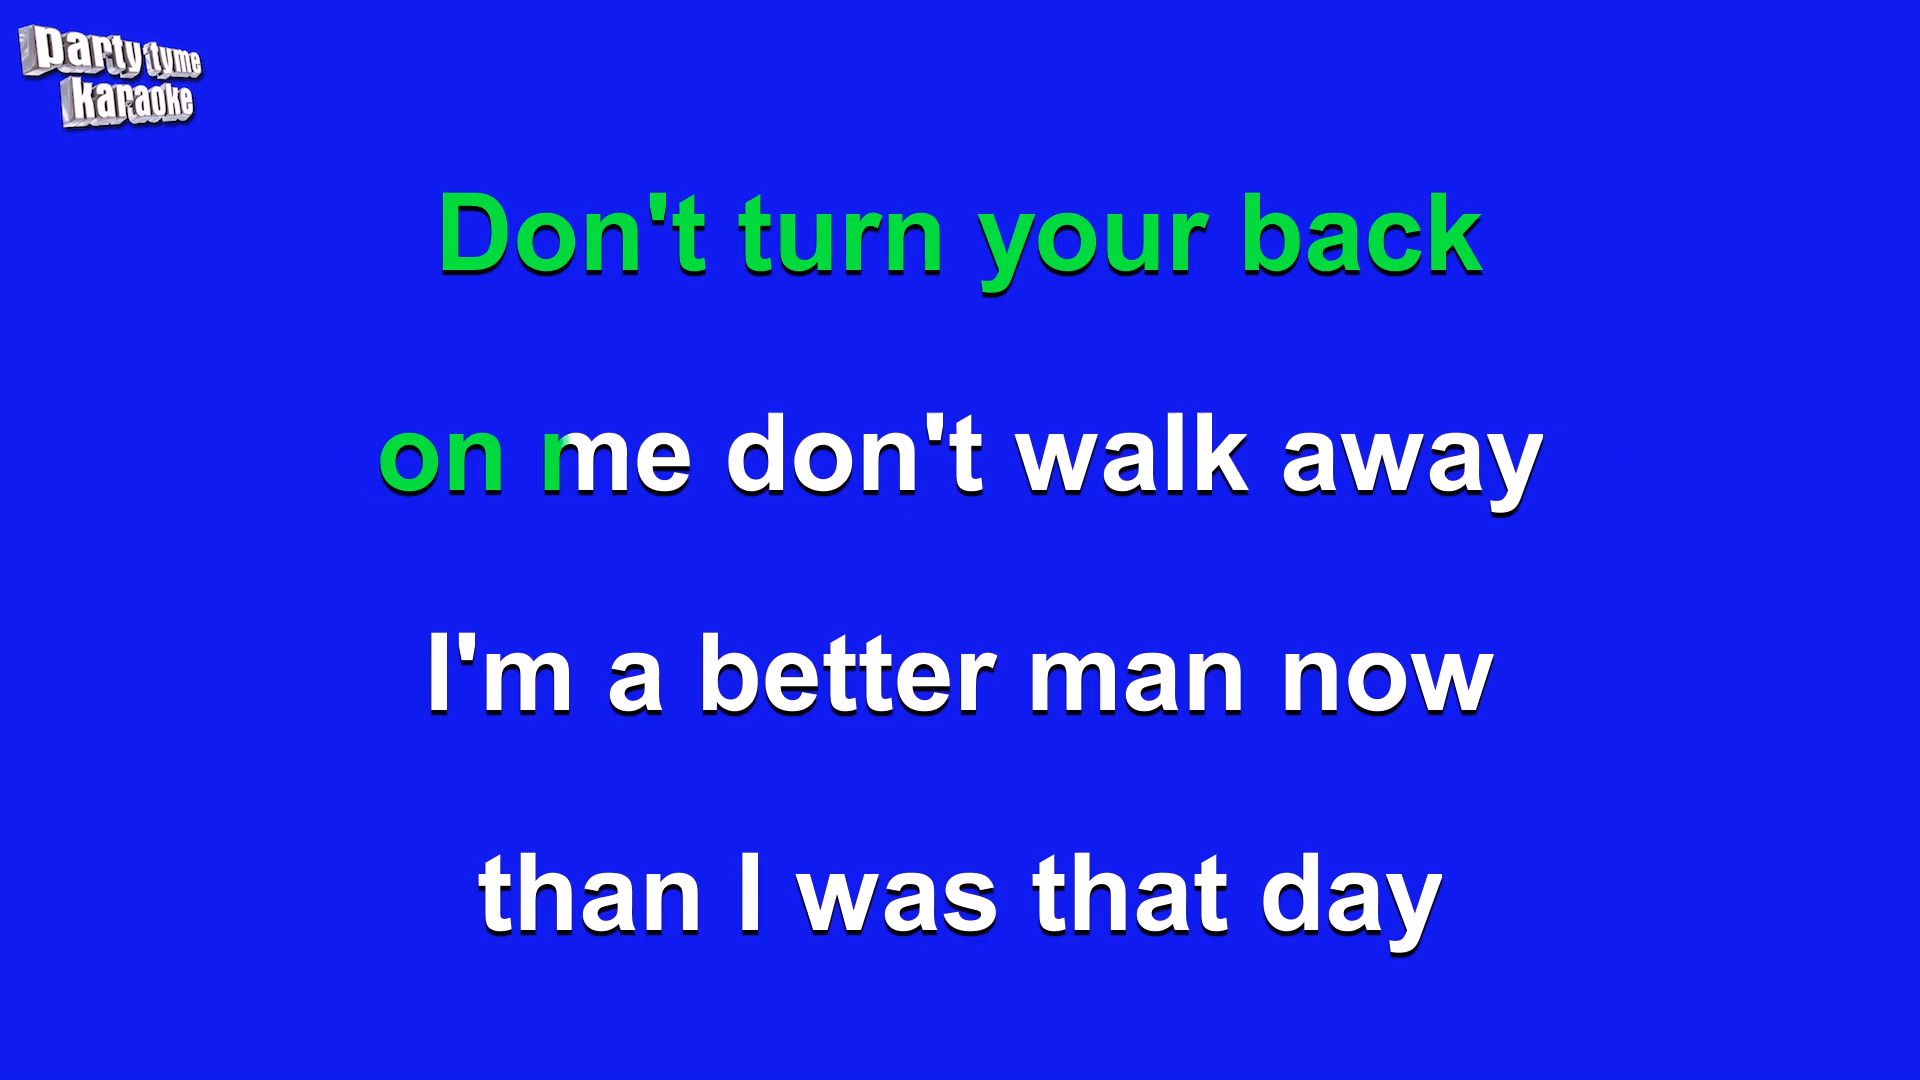 party tyme
karaoke
Don't turn your back
on me don't walk away
I'm a better man now
than I was that day